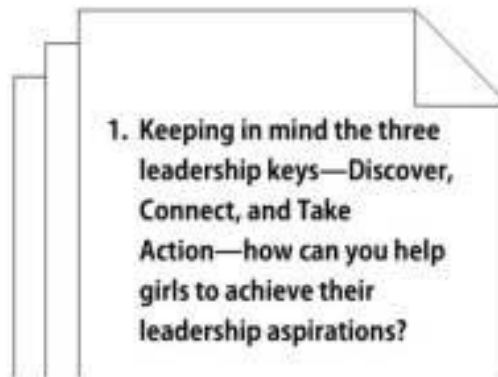 1. Keeping in mind the three
leadership keys—Discover,
Connect, and Take
Action—how can you help
girls to achieve their
leadership aspirations?